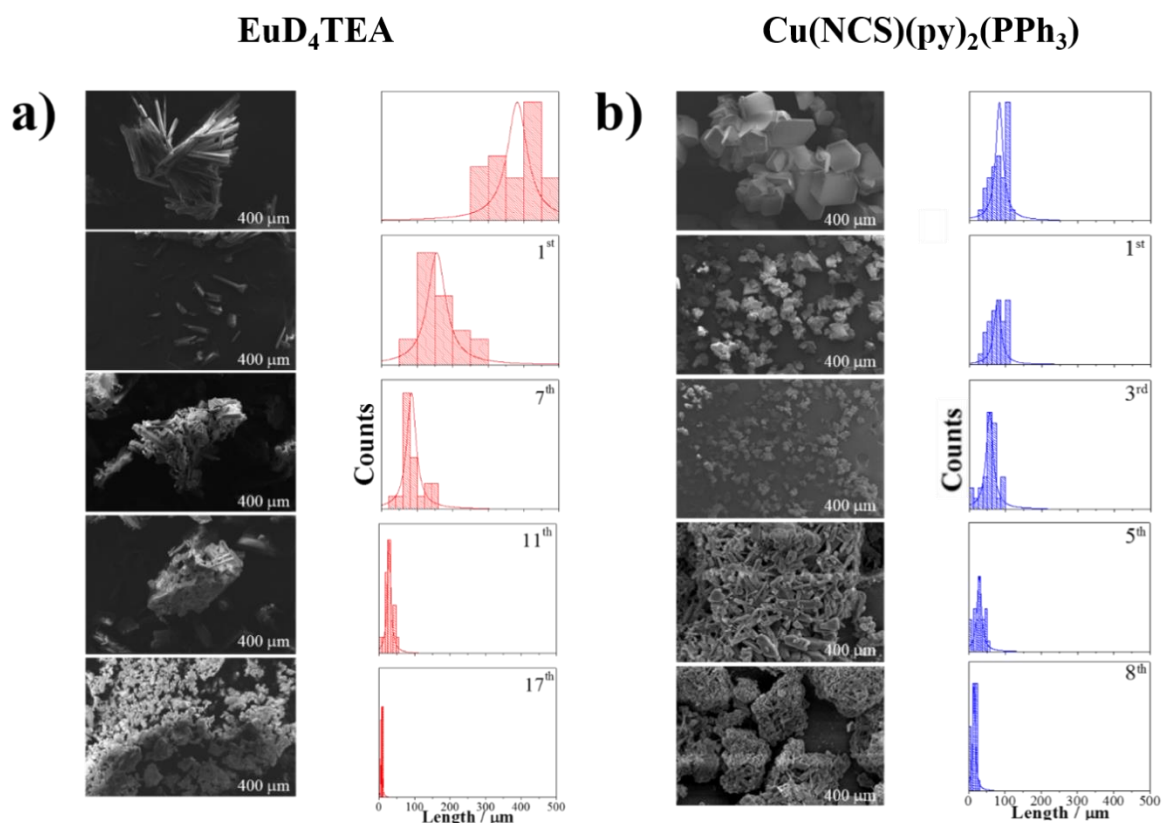 EuD₄TEA
Cu(NCS)(py)₂(PPh₃)
a)
400 μm
400 μm
400 μm
400 μm
400 μm
1st
7th
11th
17th
Counts
0 100 200 300 400 500
Length / μm
b)
400 μm
400 μm
400 μm
400 μm
400 μm
1st
3rd
5th
8th
Counts
0 100 200 300 400 500
Length / μm